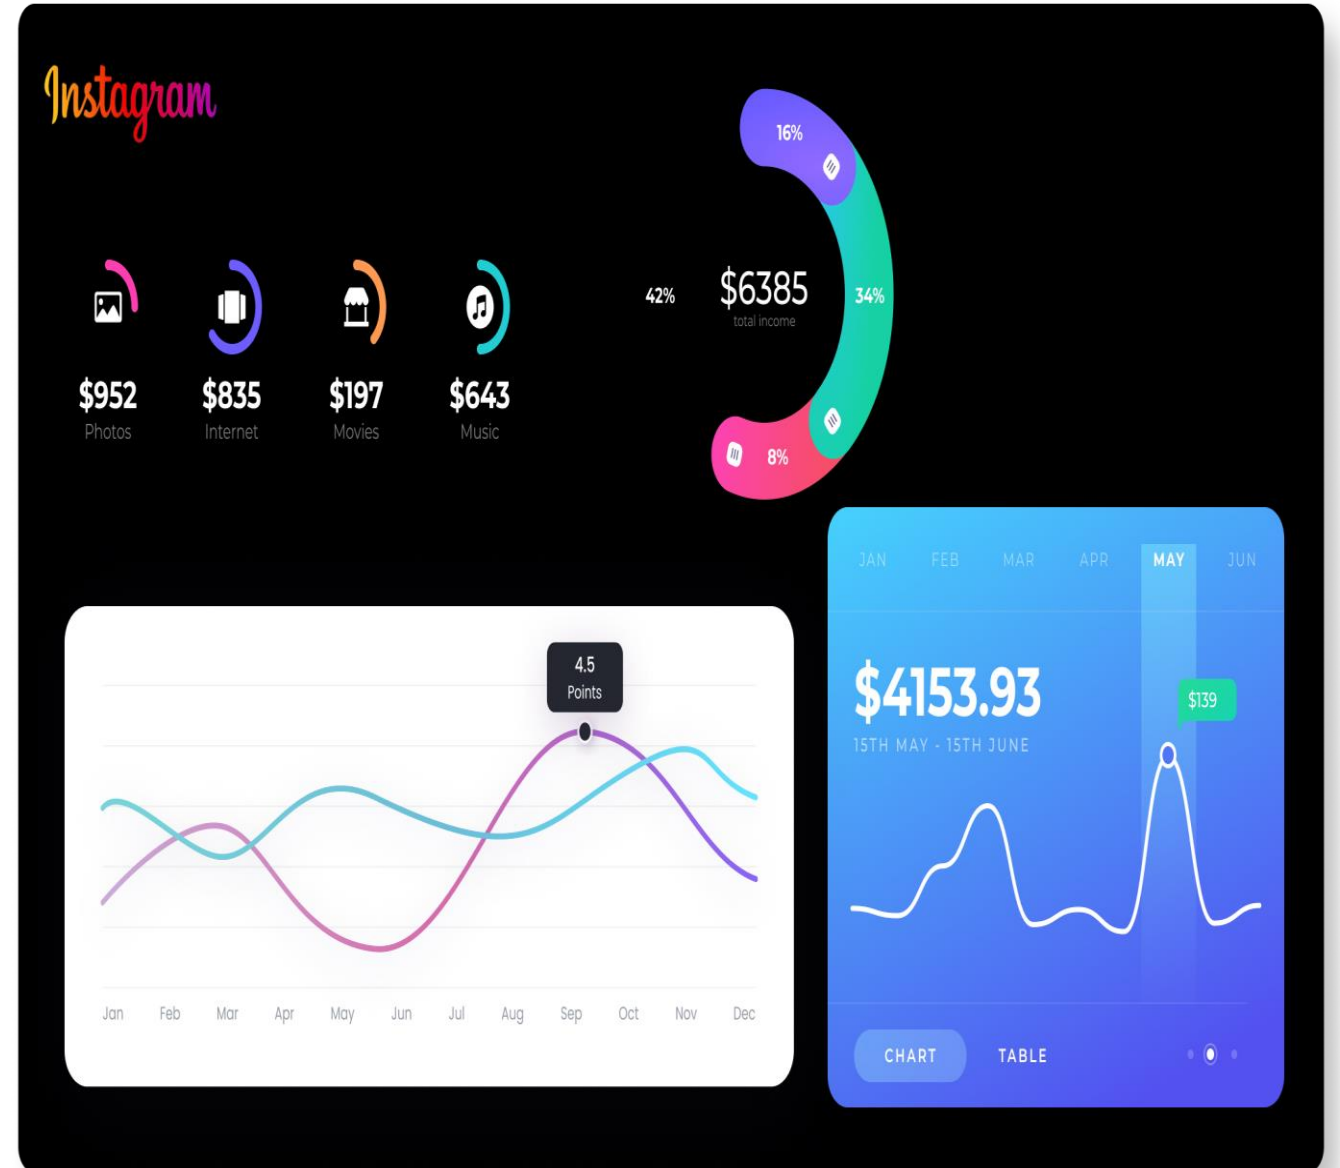 Instagram
$952
Photos
$835
Internet
$197
Movies
$643
Music
16%
42%
$6385
total income
34%
8%
4.5
Points
Jan Feb Mar Apr May Jun Jul Aug Sep Oct Nov Dec
JAN FEB MAR APR MAY JUN
$4153.93
15TH MAY - 15TH JUNE
$139
CHART TABLE